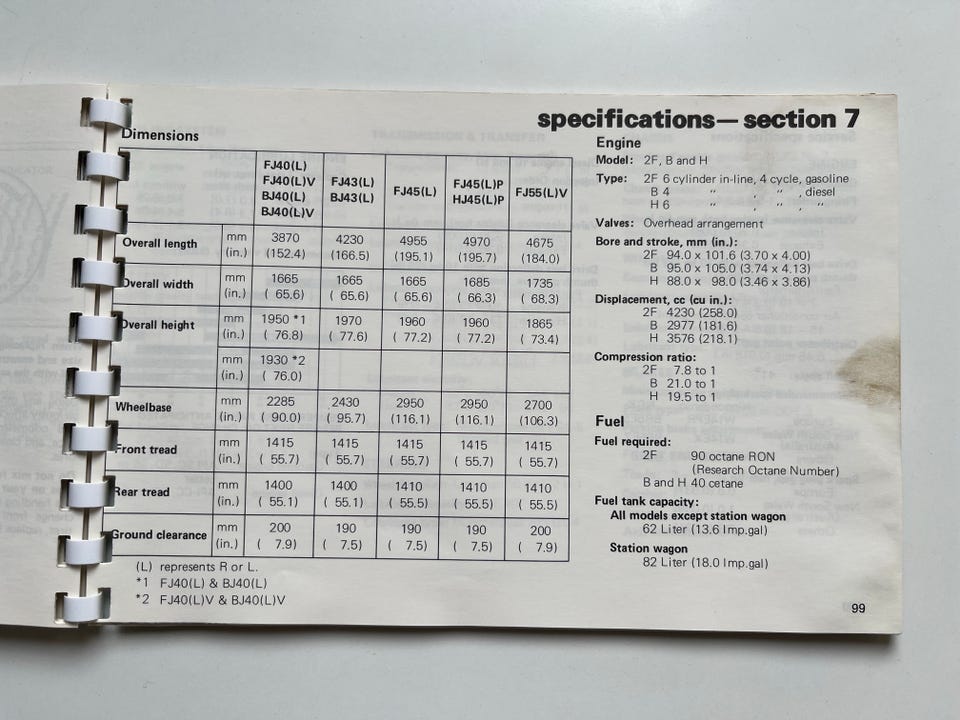 specifications— section 7
Dimensions
FJ40(L) FJ40(L)V BJ40(L) BJ40(L)V | FJ43(L) BJ43(L) | FJ45(L) | FJ45(L)P HJ45(L)P | FJ55(L)V
Overall length mm 3870 4230 4955 4970 4675
(in.) (152.4) (166.5) (195.1) (195.7) (184.0)
Overall width mm 1665 1665 1665 1685 1735
(in.) ( 65.6) ( 65.6) ( 65.6) ( 66.3) ( 68.3)
Overall height mm 1950 *1 1970 1960 1960 1865
(in.) ( 76.8) ( 77.6) ( 77.2) ( 77.2) ( 73.4)
mm 1930 *2
(in.) ( 76.0)
Wheelbase mm 2285 2430 2950 2950 2700
(in.) ( 90.0) ( 95.7) (116.1) (116.1) (106.3)
Front tread mm 1415 1415 1415 1415 1415
(in.) ( 55.7) ( 55.7) ( 55.7) ( 55.7) ( 55.7)
Rear tread mm 1400 1400 1410 1410 1410
(in.) ( 55.1) ( 55.1) ( 55.5) ( 55.5) ( 55.5)
Ground clearance mm 200 190 190 190 200
(in.) ( 7.9) ( 7.5) ( 7.5) ( 7.5) ( 7.9)
(L) represents R or L.
*1 FJ40(L) & BJ40(L)
*2 FJ40(L)V & BJ40(L)V
Engine
Model: 2F, B and H
Type: 2F 6 cylinder in-line, 4 cycle, gasoline
B 4 〃 , 〃 , diesel
H 6 〃 , 〃 , 〃
Valves: Overhead arrangement
Bore and stroke, mm (in.):
2F 94.0 x 101.6 (3.70 x 4.00)
B 95.0 x 105.0 (3.74 x 4.13)
H 88.0 x 98.0 (3.46 x 3.86)
Displacement, cc (cu in.):
2F 4230 (258.0)
B 2977 (181.6)
H 3576 (218.1)
Compression ratio:
2F 7.8 to 1
B 21.0 to 1
H 19.5 to 1
Fuel
Fuel required:
2F 90 octane RON
(Research Octane Number)
B and H 40 cetane
Fuel tank capacity:
All models except station wagon
62 Liter (13.6 Imp.gal)
Station wagon
82 Liter (18.0 Imp.gal)
99